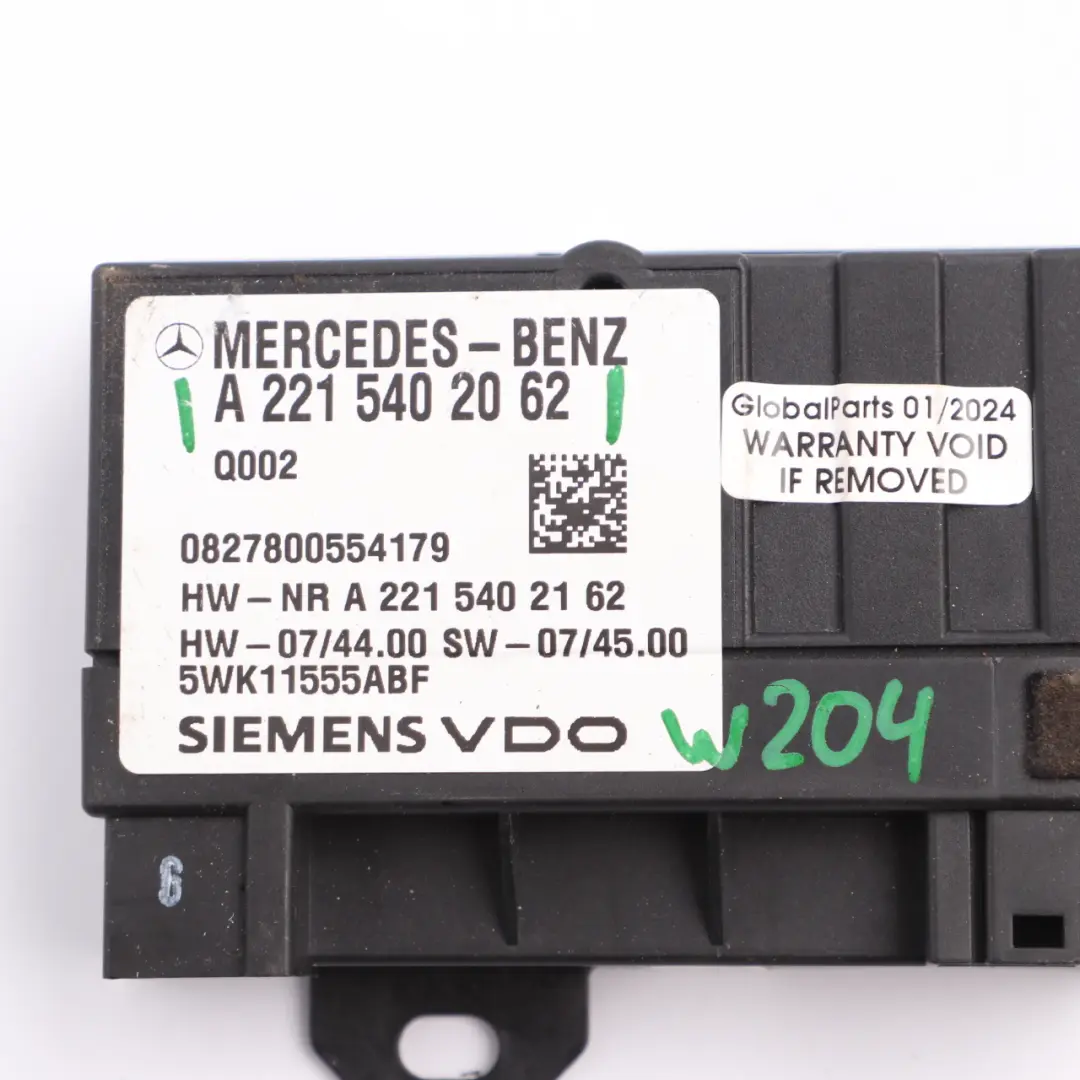 MERCEDES-BENZ
A 221 540 20 62
Q002
0827800554179
HW-NR A 221 540 21 62
HW-07/44.00 SW-07/45.00
5WK11555ABF
SIEMENS VDO
GlobalParts 01/2024
WARRANTY VOID
IF REMOVED
W204
G